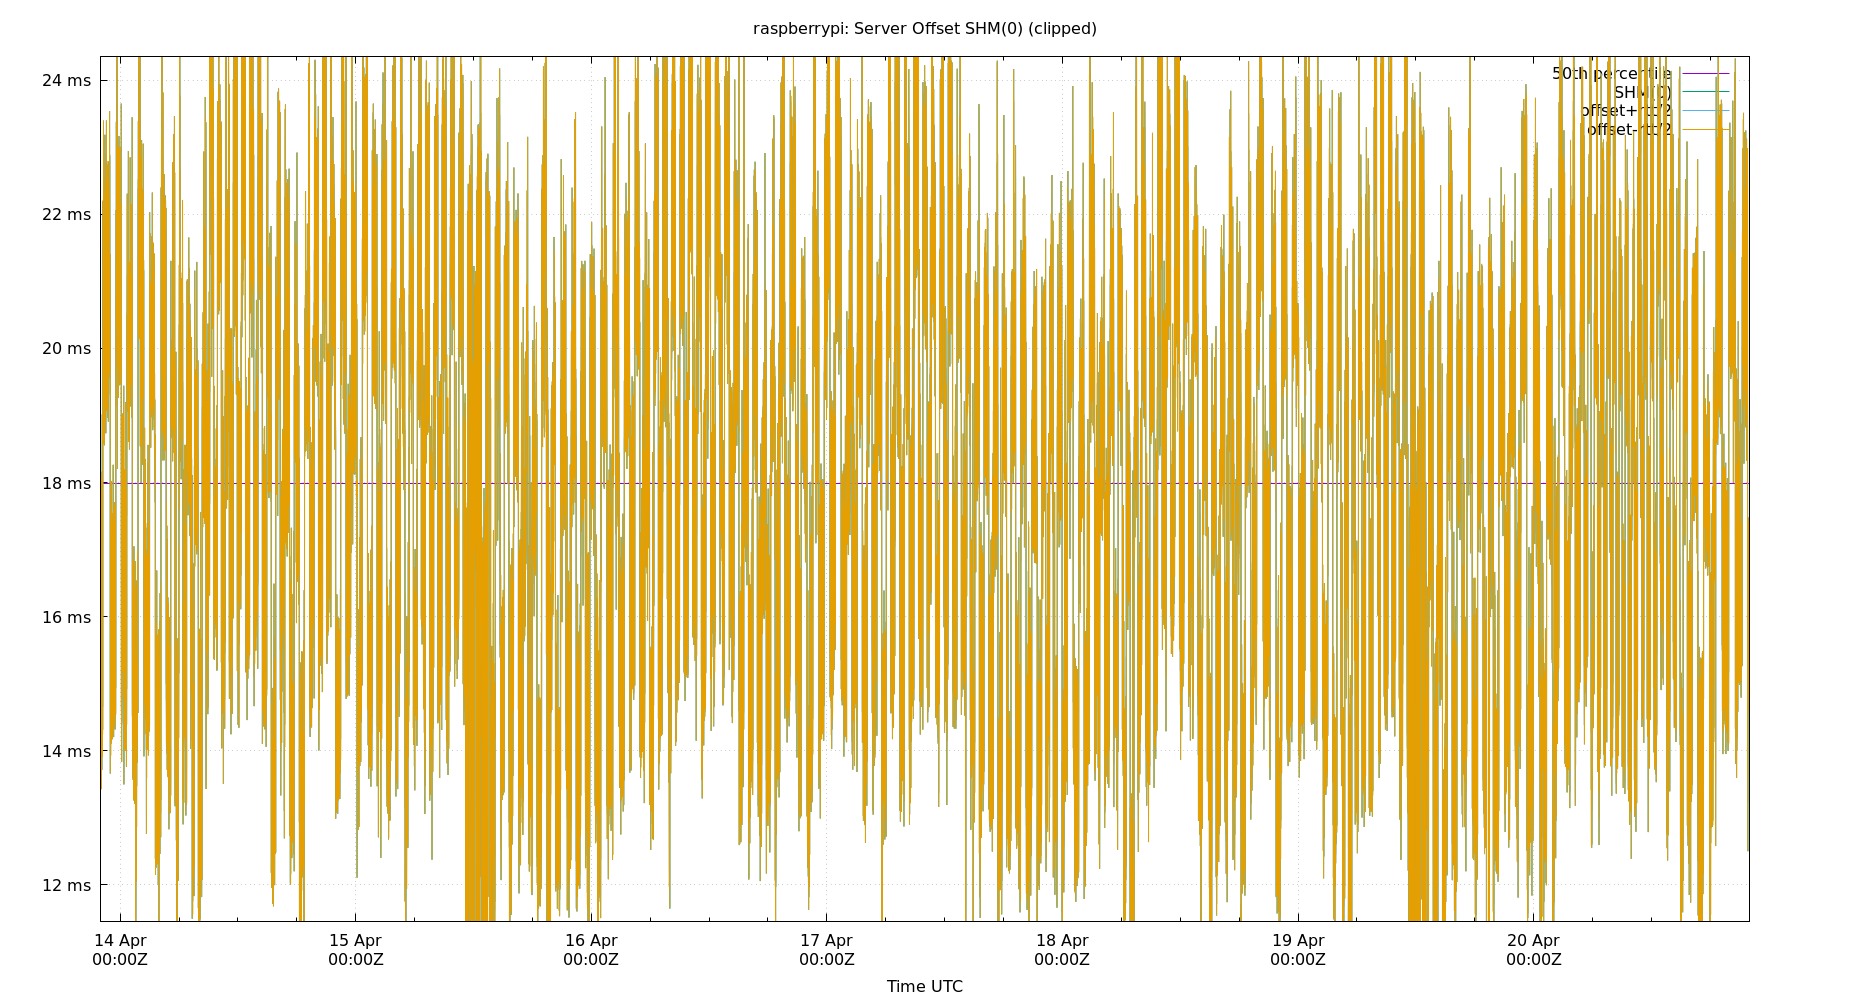 raspberrypi: Server Offset SHM(0) (clipped)
24 ms
22 ms
20 ms
18 ms
16 ms
14 ms
12 ms
50th percentile
SHM(0)
offset+rtt/2
offset-rtt/2
14 Apr
00:00Z
15 Apr
00:00Z
16 Apr
00:00Z
17 Apr
00:00Z
18 Apr
00:00Z
19 Apr
00:00Z
20 Apr
00:00Z
Time UTC